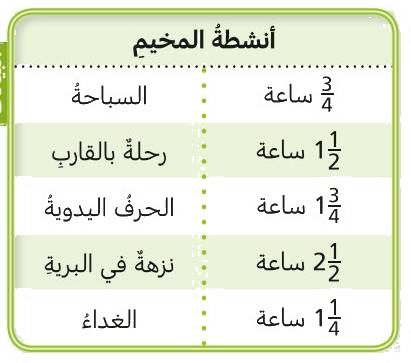 أنشطةُ المخيمِ
السباحةُ 3/4 ساعة
رحلةٌ بالقاربِ 1 1/2 ساعة
الحرفُ اليدويةُ 1 3/4 ساعة
نزهةٌ في البريةِ 2 1/2 ساعة
الغداءُ 1 1/4 ساعة